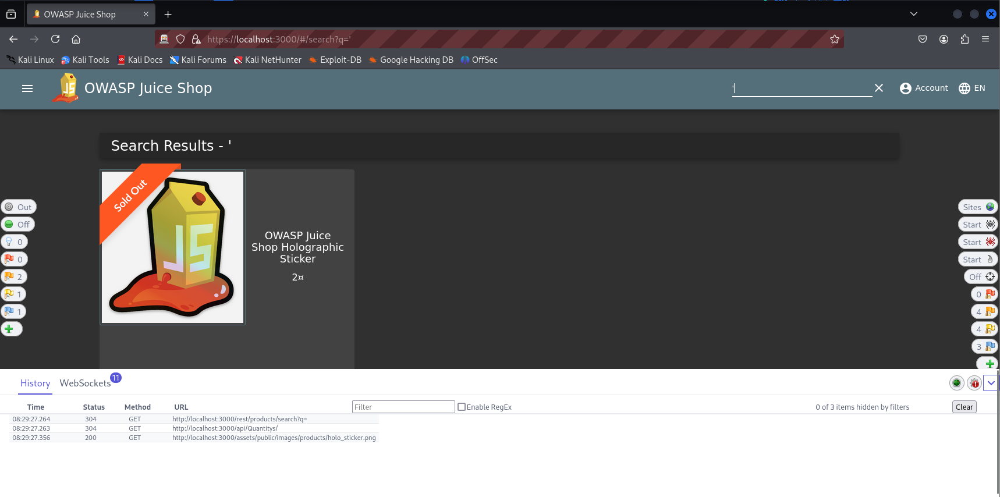 OWASP Juice Shop
https://localhost:3000/#/search?q='
Kali Linux Kali Tools Kali Docs Kali Forums Kali NetHunter Exploit-DB Google Hacking DB OffSec
JS OWASP Juice Shop ' Account EN
Search Results - '
Sold Out
JS
OWASP Juice
Shop Holographic
Sticker
2¤
Out
Off
0
0
2
1
1
Sites
Start
Start
Start
Off
0
4
4
3
History WebSockets 11
Time Status Method URL Filter Enable RegEx 0 of 3 items hidden by filters Clear
08:29:27.264 304 GET http://localhost:3000/rest/products/search?q=
08:29:27.263 304 GET http://localhost:3000/api/Quantitys/
08:29:27.356 200 GET http://localhost:3000/assets/public/images/products/holo_sticker.png